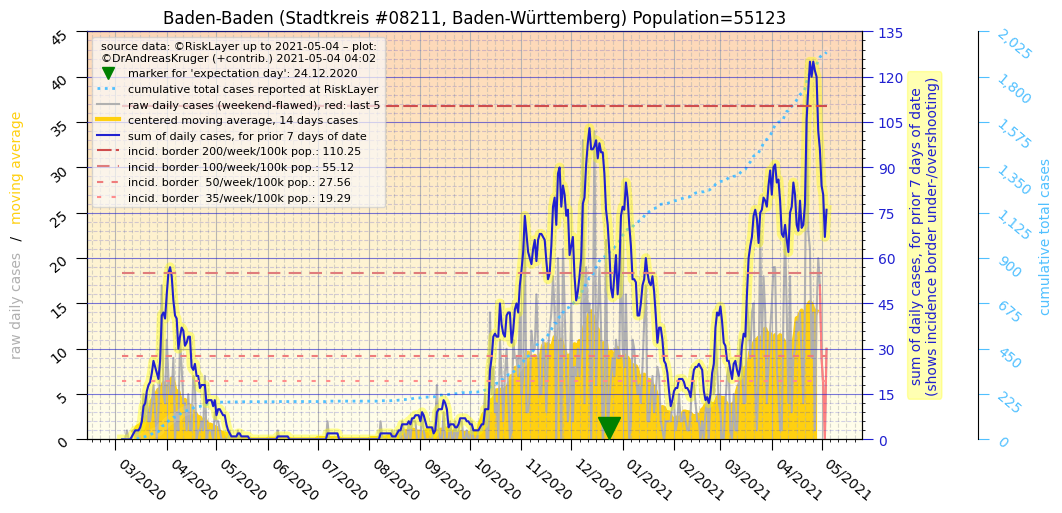 Baden-Baden (Stadtkreis #08211, Baden-Württemberg) Population=55123
source data: ©RiskLayer up to 2021-05-04 – plot:
©DrAndreasKruger (+contrib.) 2021-05-04 04:02
marker for 'expectation day': 24.12.2020
cumulative total cases reported at RiskLayer
raw daily cases (weekend-flawed), red: last 5
centered moving average, 14 days cases
sum of daily cases, for prior 7 days of date
incid. border 200/week/100k pop.: 110.25
incid. border 100/week/100k pop.: 55.12
incid. border  50/week/100k pop.: 27.56
incid. border  35/week/100k pop.: 19.29
raw daily cases / moving average
45
40
35
30
25
20
15
10
5
0
03/2020
04/2020
05/2020
06/2020
07/2020
08/2020
09/2020
10/2020
11/2020
12/2020
01/2021
02/2021
03/2021
04/2021
05/2021
135
120
105
90
75
60
45
30
15
0
sum of daily cases, for prior 7 days of date
(shows incidence border under-/overshooting)
2,025
1,800
1,575
1,350
1,125
900
675
450
225
0
cumulative total cases